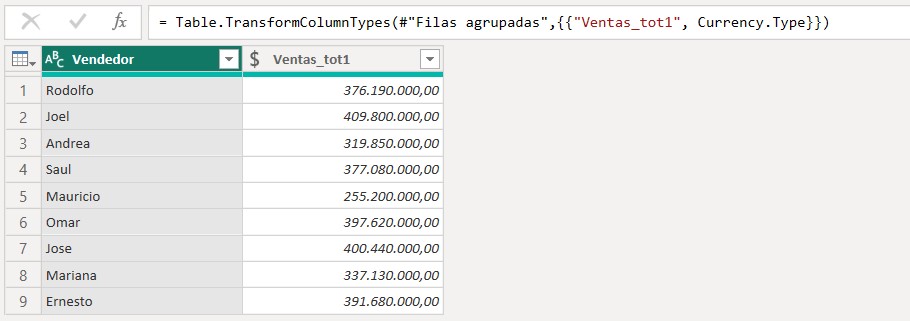 fx = Table.TransformColumnTypes(#"Filas agrupadas",{{"Ventas_tot1", Currency.Type}})
ABC Vendedor $ Ventas_tot1
1 Rodolfo 376.190.000,00
2 Joel 409.800.000,00
3 Andrea 319.850.000,00
4 Saul 377.080.000,00
5 Mauricio 255.200.000,00
6 Omar 397.620.000,00
7 Jose 400.440.000,00
8 Mariana 337.130.000,00
9 Ernesto 391.680.000,00